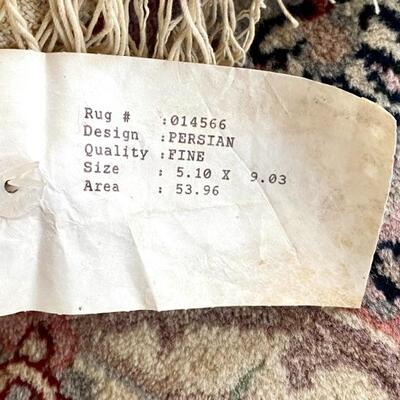 Rug # :014566
Design :PERSIAN
Quality :FINE
Size : 5.10 X 9.03
Area : 53.96